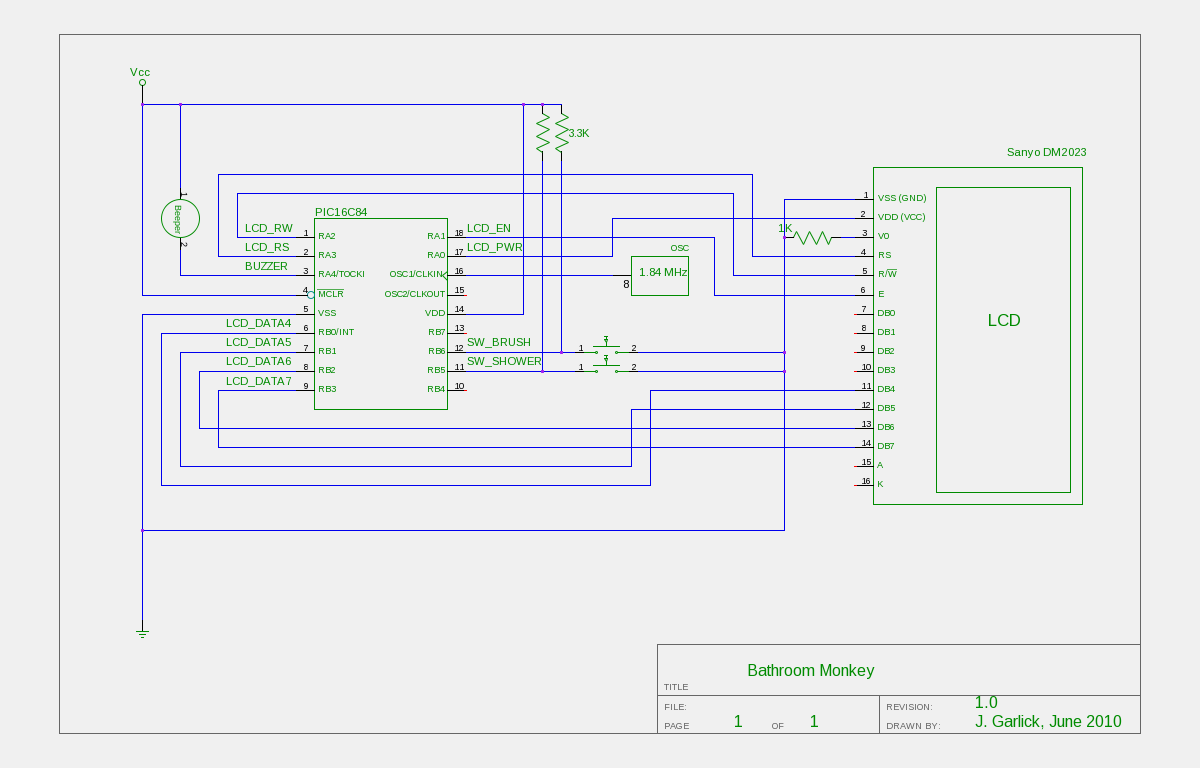 Vcc
3.3K
Sanyo DM2023
1
Beeper
2
PIC16C84
LCD_RW
LCD_RS
BUZZER
LCD_DATA4
LCD_DATA5
LCD_DATA6
LCD_DATA7
1 RA2
2 RA3
3 RA4/TOCKI
4 MCLR
5 VSS
6 RB0/INT
7 RB1
8 RB2
9 RB3
RA1 18 LCD_EN
RA0 17 LCD_PWR
OSC1/CLKIN 16
OSC2/CLKOUT 15
VDD 14
RB7 13
RB6 12 SW_BRUSH
RB5 11 SW_SHOWER
RB4 10
OSC
1.84 MHz
8
1 2
1 2
1K
1 VSS (GND)
2 VDD (VCC)
3 V0
4 RS
5 R/W
6 E
7 DB0
8 DB1
9 DB2
10 DB3
11 DB4
12 DB5
13 DB6
14 DB7
15 A
16 K
LCD
Bathroom Monkey
TITLE
FILE:
REVISION: 1.0
PAGE 1 OF 1
DRAWN BY: J. Garlick, June 2010